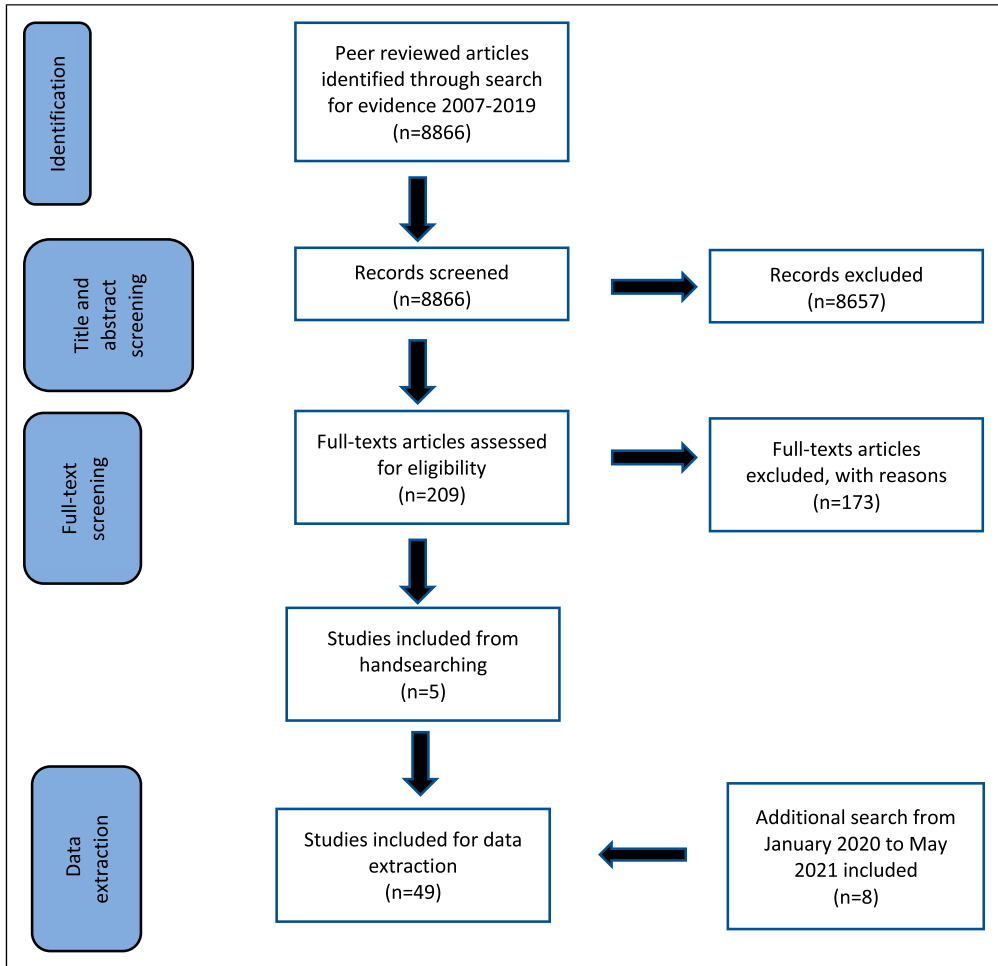 Identification
Peer reviewed articles
identified through search
for evidence 2007-2019
(n=8866)
Title and
abstract
screening
Records screened
(n=8866)
Records excluded
(n=8657)
Full-text
screening
Full-texts articles assessed
for eligibility
(n=209)
Full-texts articles
excluded, with reasons
(n=173)
Studies included from
handsearching
(n=5)
Data
extraction
Studies included for data
extraction
(n=49)
Additional search from
January 2020 to May
2021 included
(n=8)